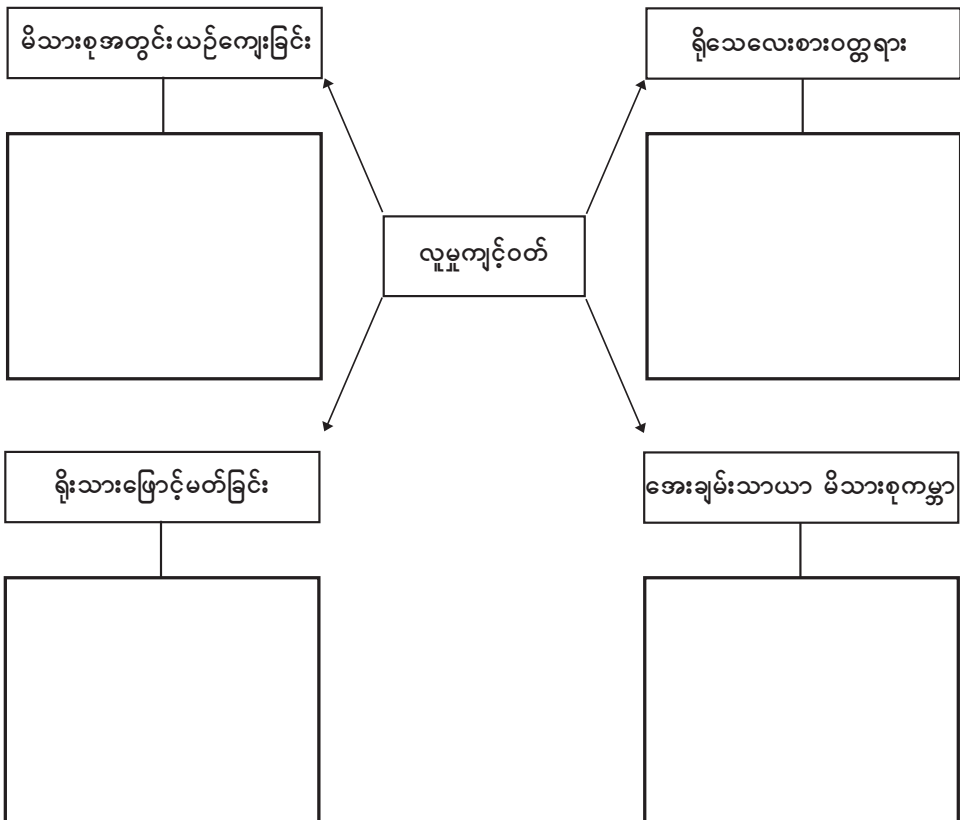 မိသားစုအတွင်းယဉ်ကျေးခြင်း
ရိုသေလေးစားဝတ္တရား
လူမှုကျင့်ဝတ်
ရိုးသားဖြောင့်မတ်ခြင်း
အေးချမ်းသာယာ မိသားစုကမ္ဘာ